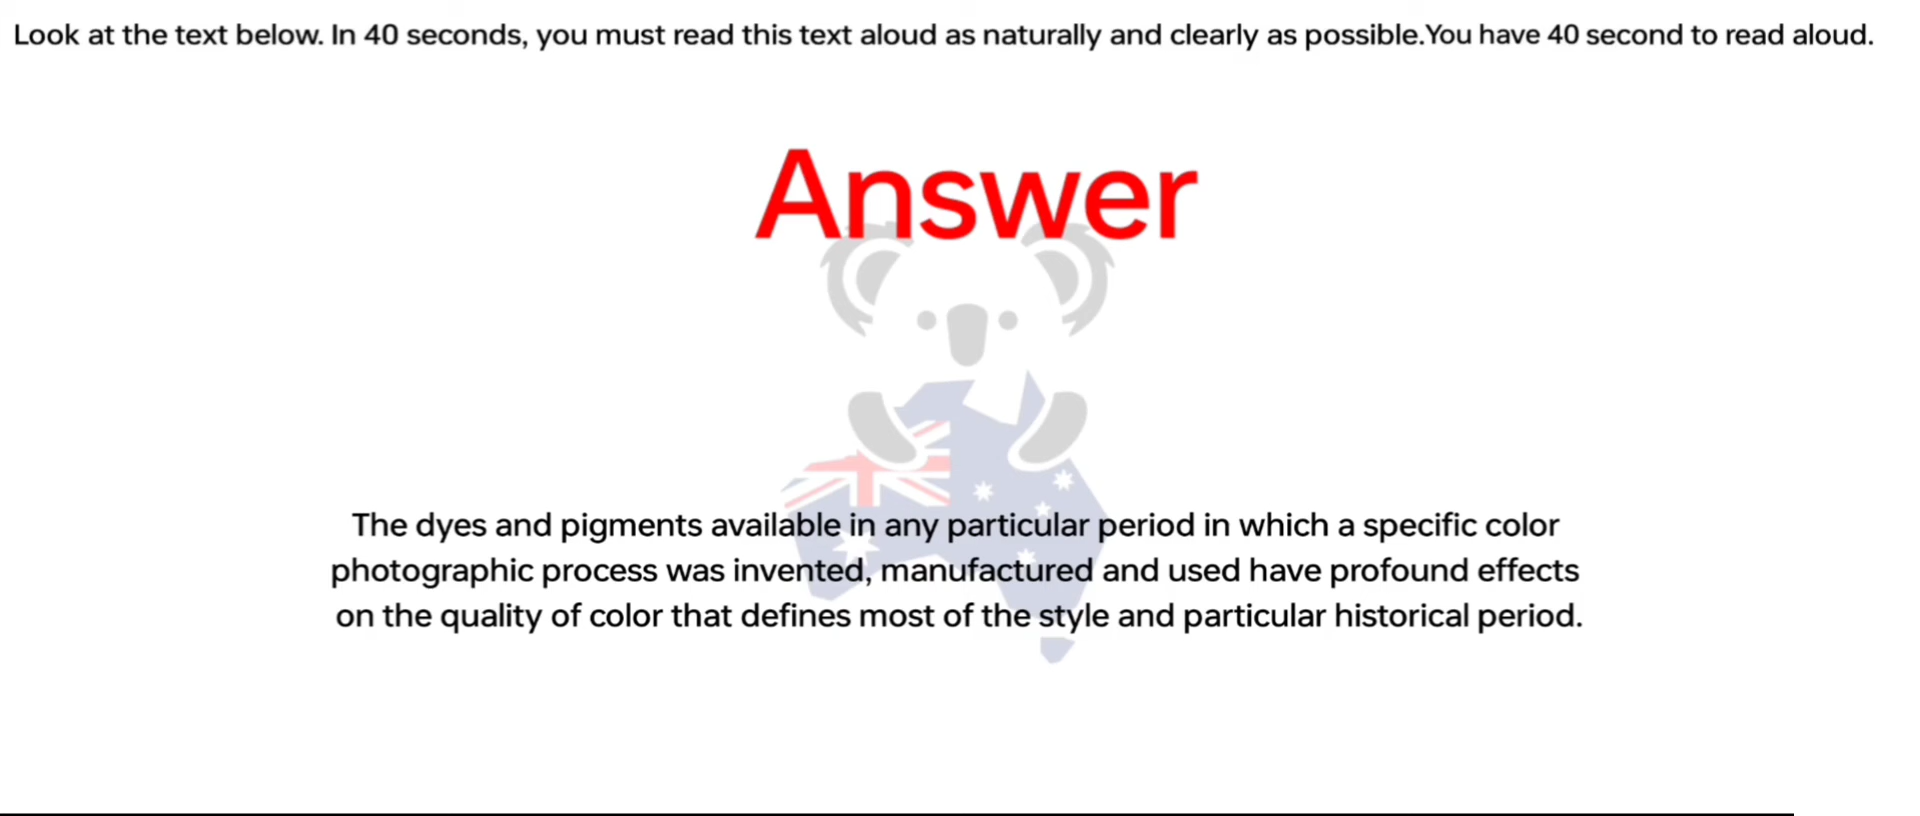 Look at the text below. In 40 seconds, you must read this text aloud as naturally and clearly as possible.You have 40 second to read aloud.
Answer
The dyes and pigments available in any particular period in which a specific color
photographic process was invented, manufactured and used have profound effects
on the quality of color that defines most of the style and particular historical period.